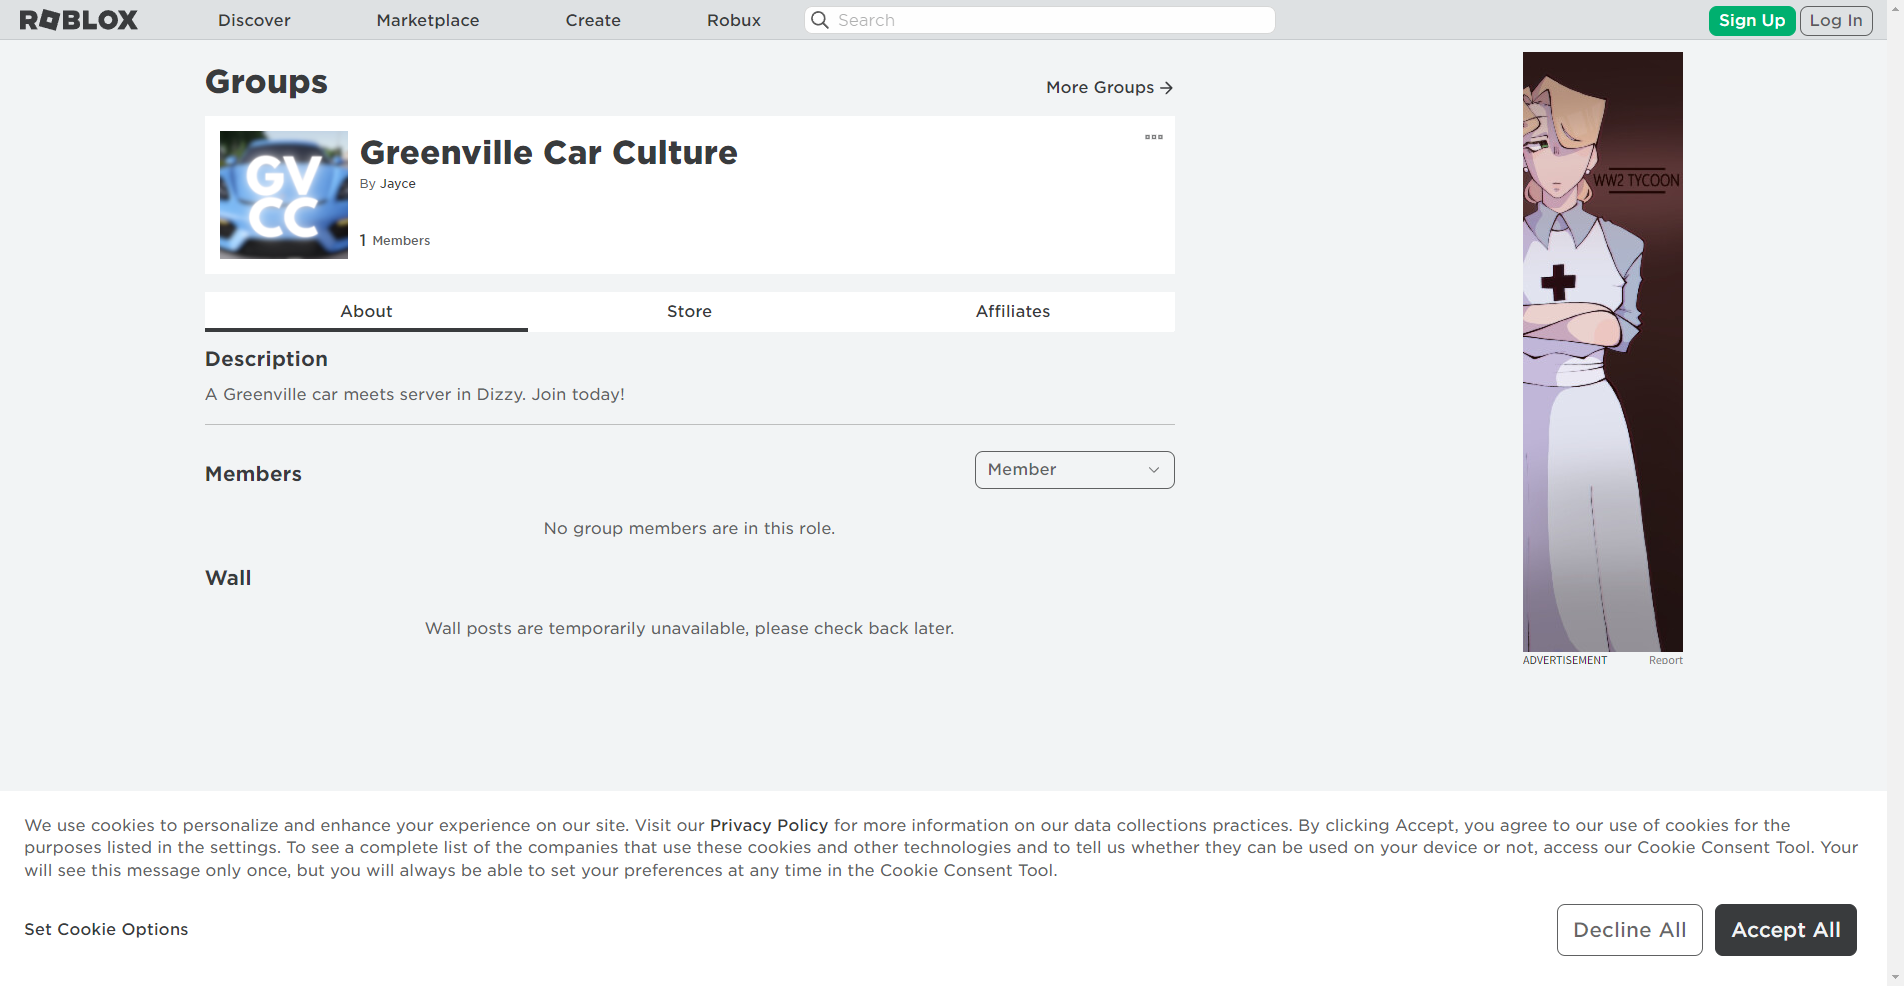 ROBLOX
Discover
Marketplace
Create
Robux
Search
Sign Up
Log In
Groups
More Groups →
GV
CC
Greenville Car Culture
By Jayce
1 Members
About
Store
Affiliates
Description
A Greenville car meets server in Dizzy. Join today!
Members
Member
No group members are in this role.
Wall
Wall posts are temporarily unavailable, please check back later.
WW2 TYCOON
ADVERTISEMENT
Report
We use cookies to personalize and enhance your experience on our site. Visit our Privacy Policy for more information on our data collections practices. By clicking Accept, you agree to our use of cookies for the
purposes listed in the settings. To see a complete list of the companies that use these cookies and other technologies and to tell us whether they can be used on your device or not, access our Cookie Consent Tool. Your
will see this message only once, but you will always be able to set your preferences at any time in the Cookie Consent Tool.
Set Cookie Options
Decline All
Accept All